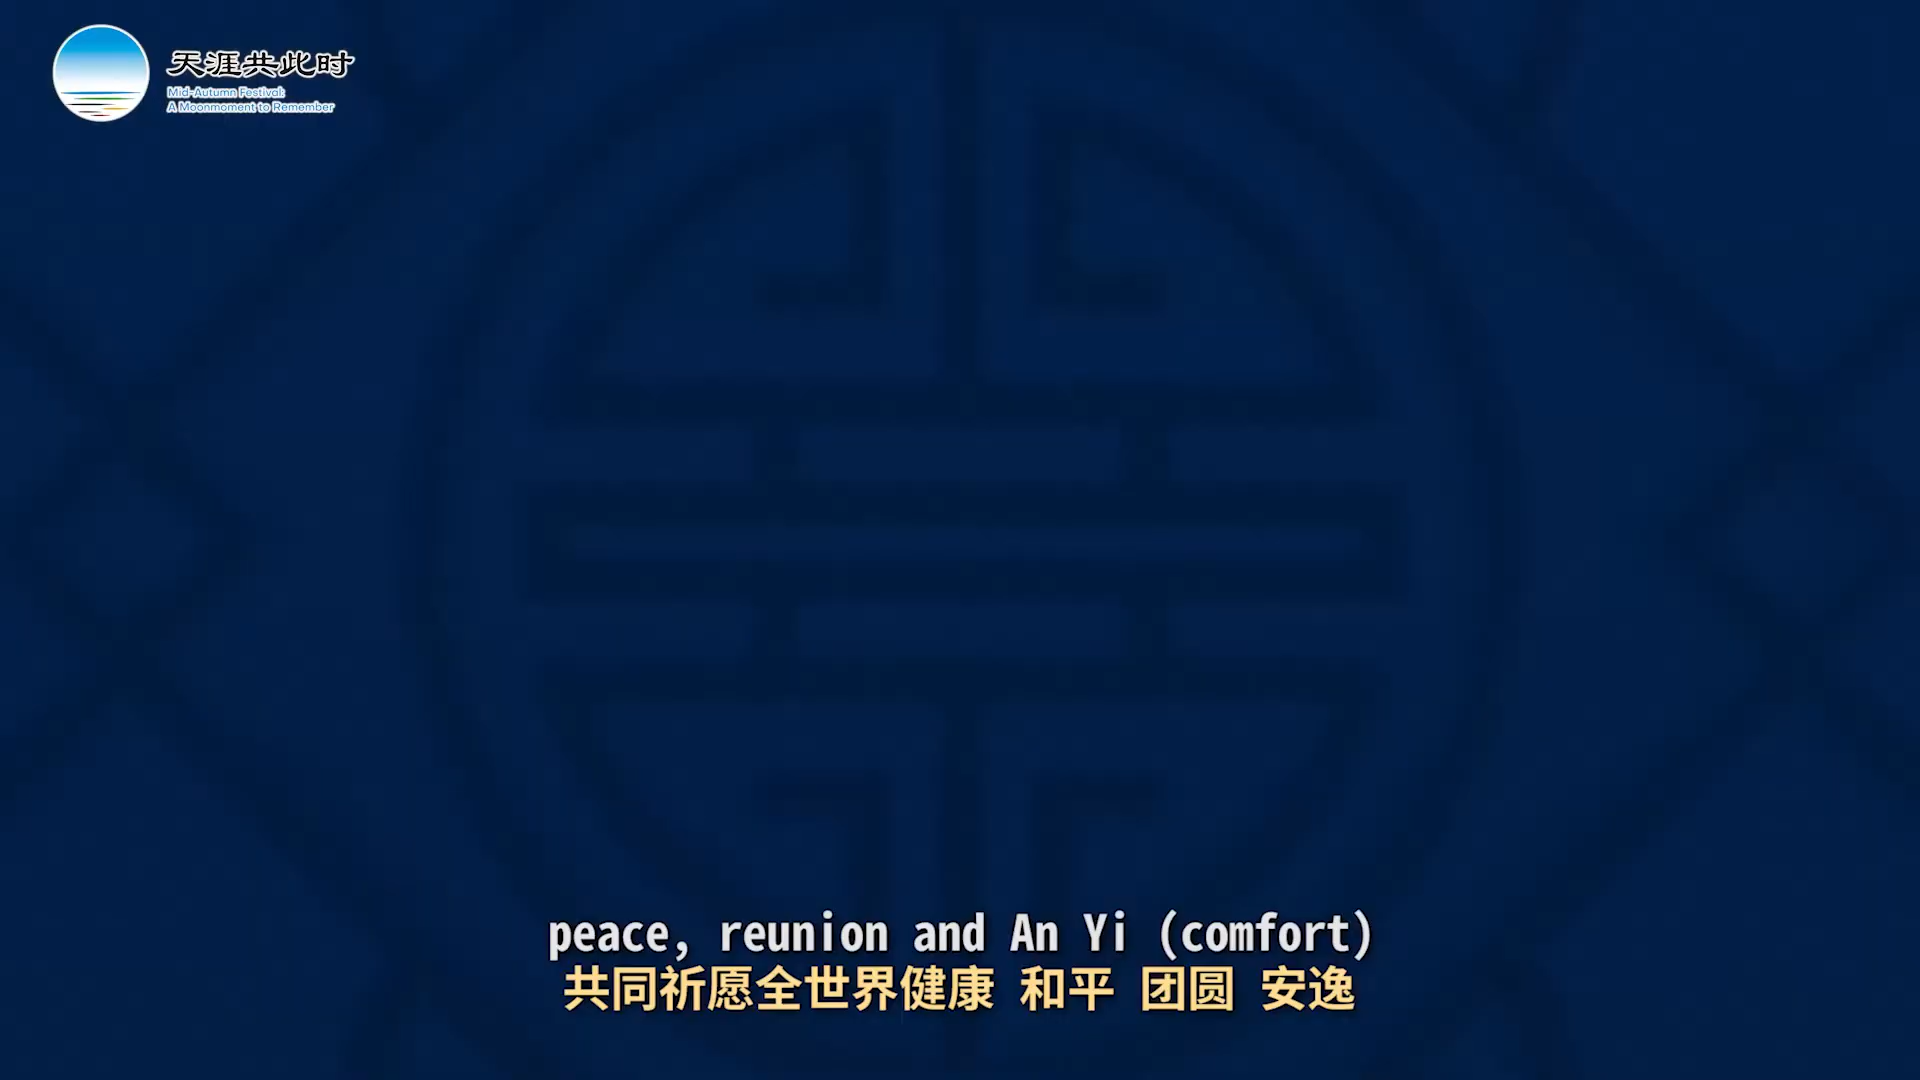 天涯共此时
Mid-Autumn Festival:
A Moonmoment to Remember
peace, reunion and An Yi (comfort)
共同祈愿全世界健康 和平 团圆 安逸